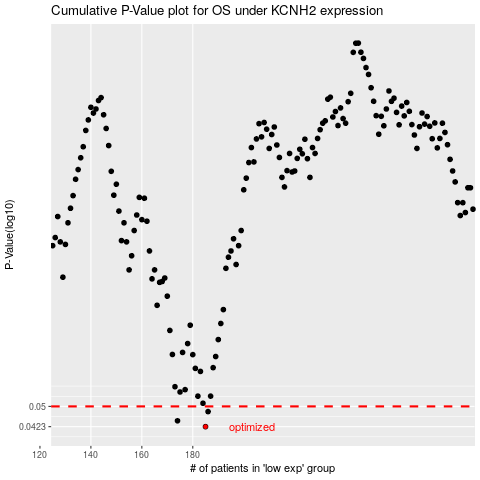 Cumulative P-Value plot for OS under KCNH2 expression
P-Value(log10)
0.05
0.0423
optimized
120 140 160 180
# of patients in 'low exp' group